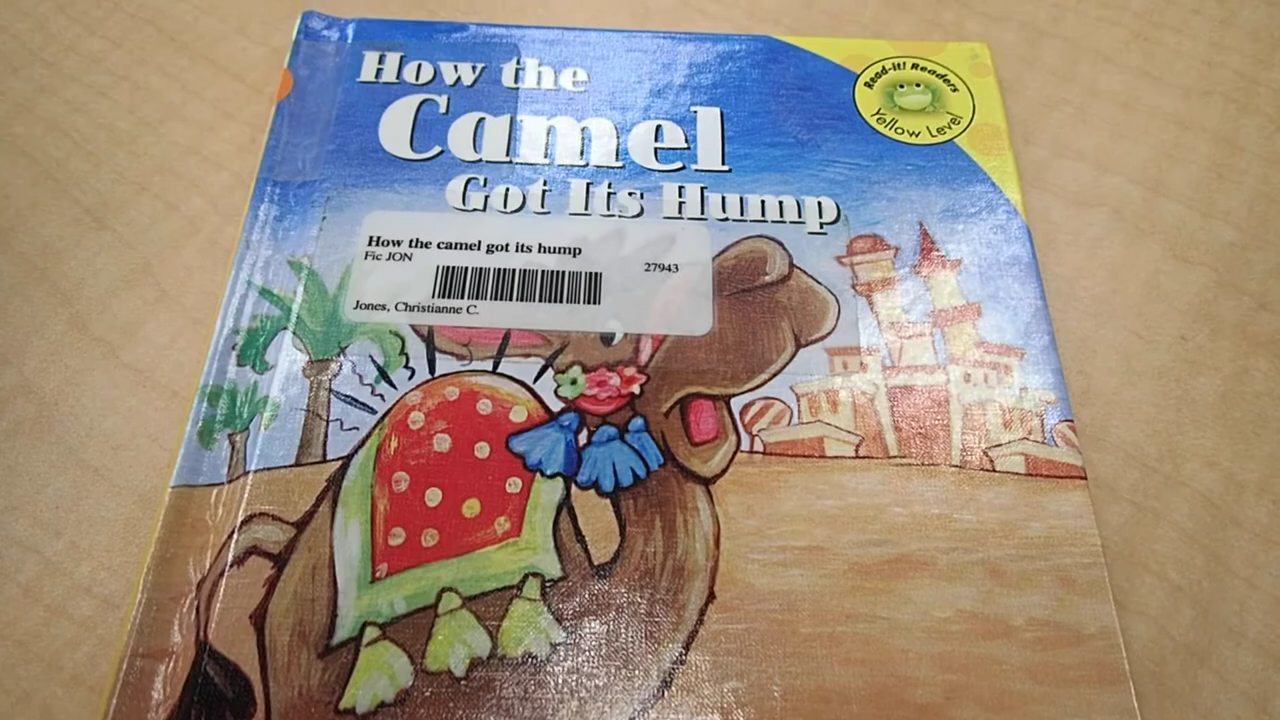 How the
Camel
Got Its Hump
Read-it! Readers
Yellow Level
How the camel got its hump
Fic JON
27943
Jones, Christianne C.